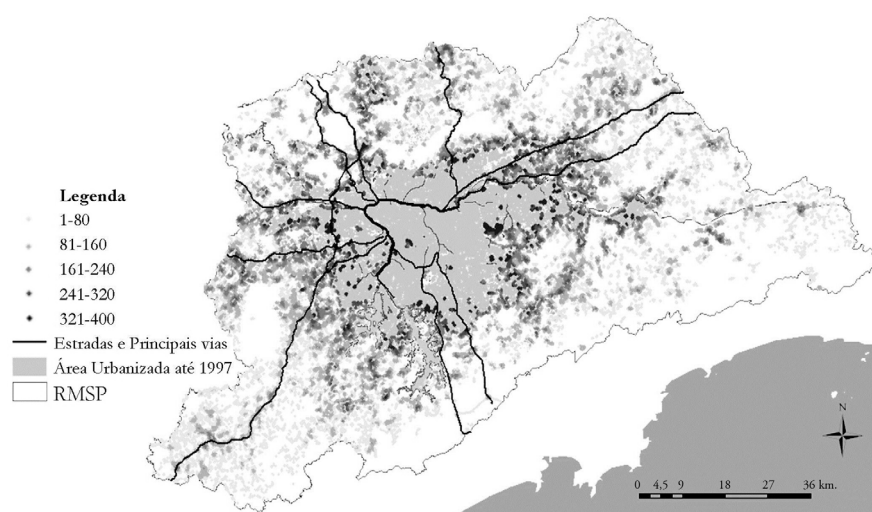 Legenda
1-80
81-160
161-240
241-320
321-400
Estradas e Principais vias
Área Urbanizada até 1997
RMSP
N
0 4,5 9 18 27 36 km.